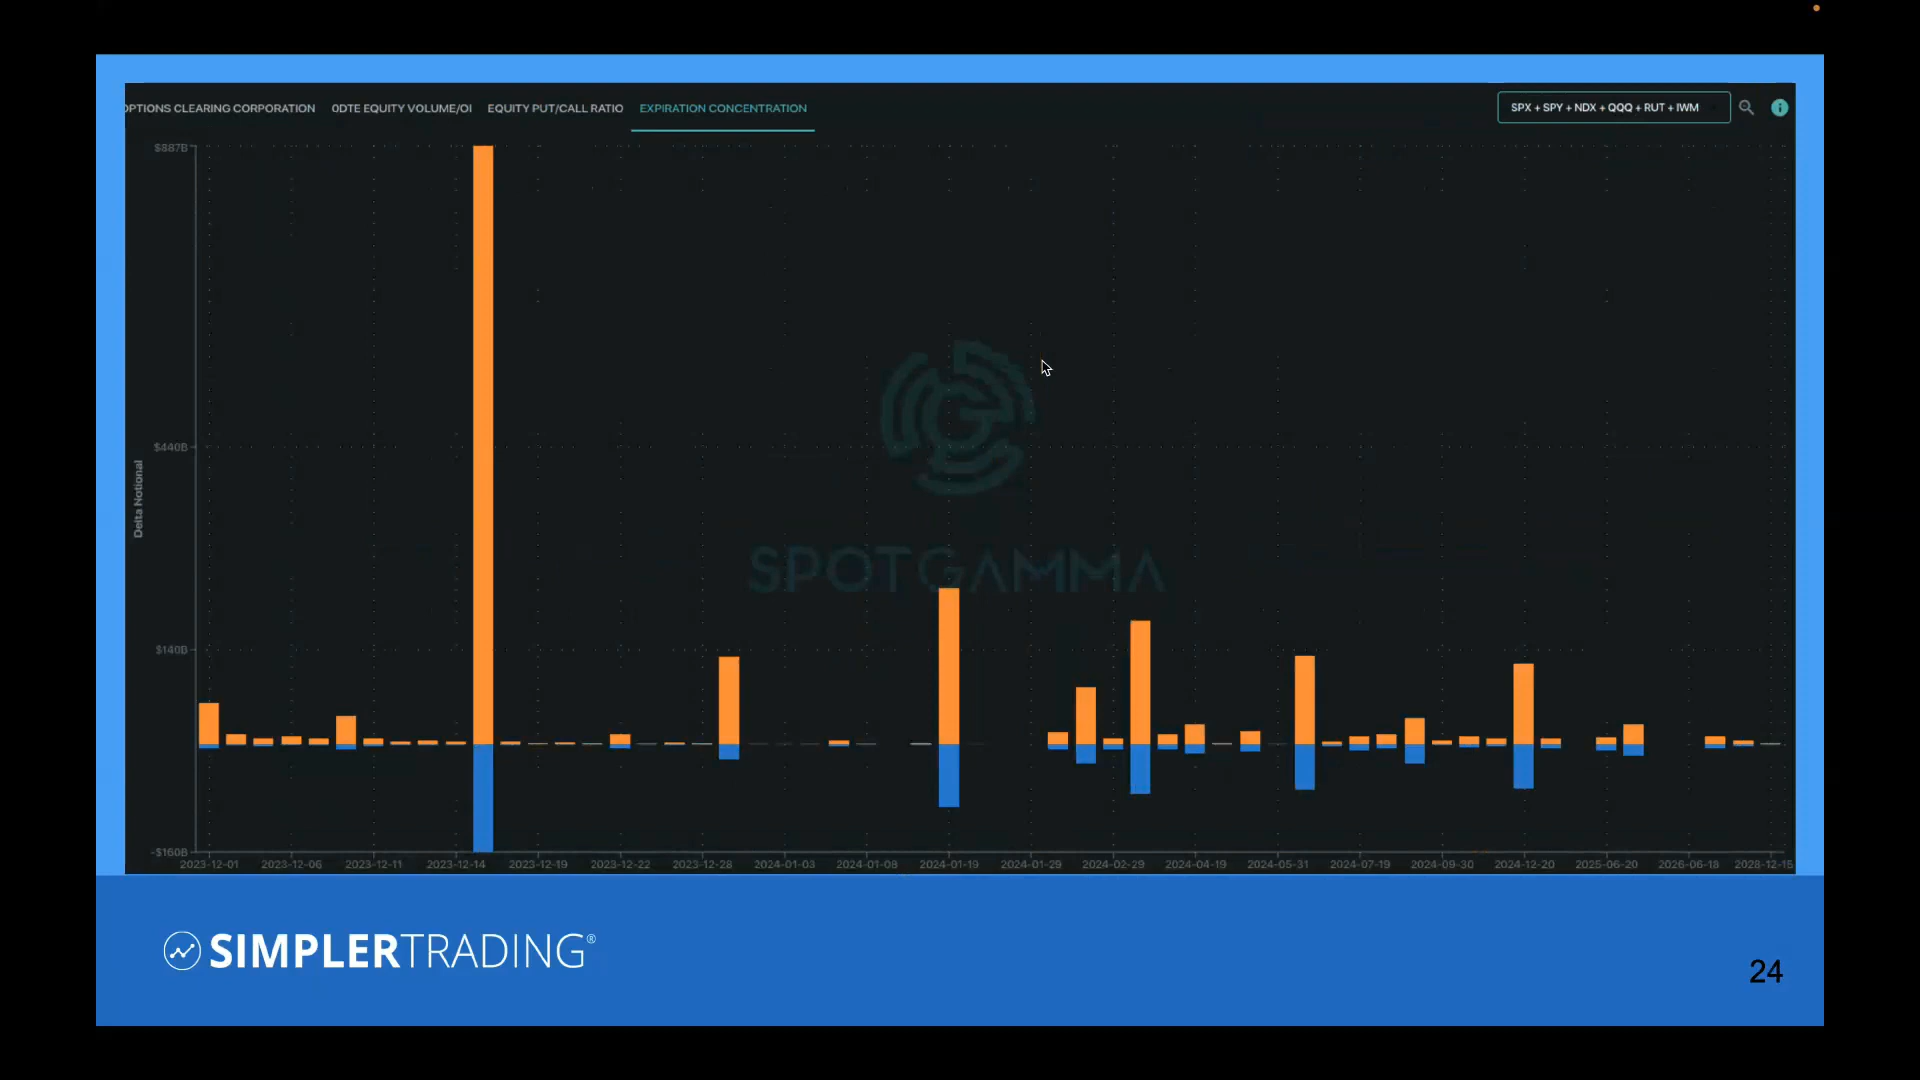 OPTIONS CLEARING CORPORATION 0DTE EQUITY VOLUME/OI EQUITY PUT/CALL RATIO EXPIRATION CONCENTRATION SPX + SPY + NDX + QQQ + RUT + IWM
$887B
$440B
$140B
-$160B
Delta Notional
SPOTGAMMA
2023-12-01 2023-12-06 2023-12-11 2023-12-14 2023-12-19 2023-12-22 2023-12-28 2024-01-03 2024-01-08 2024-01-19 2024-01-29 2024-02-29 2024-04-19 2024-05-31 2024-07-19 2024-09-30 2024-12-20 2025-06-20 2026-06-18 2028-12-15
SIMPLERTRADING®
24